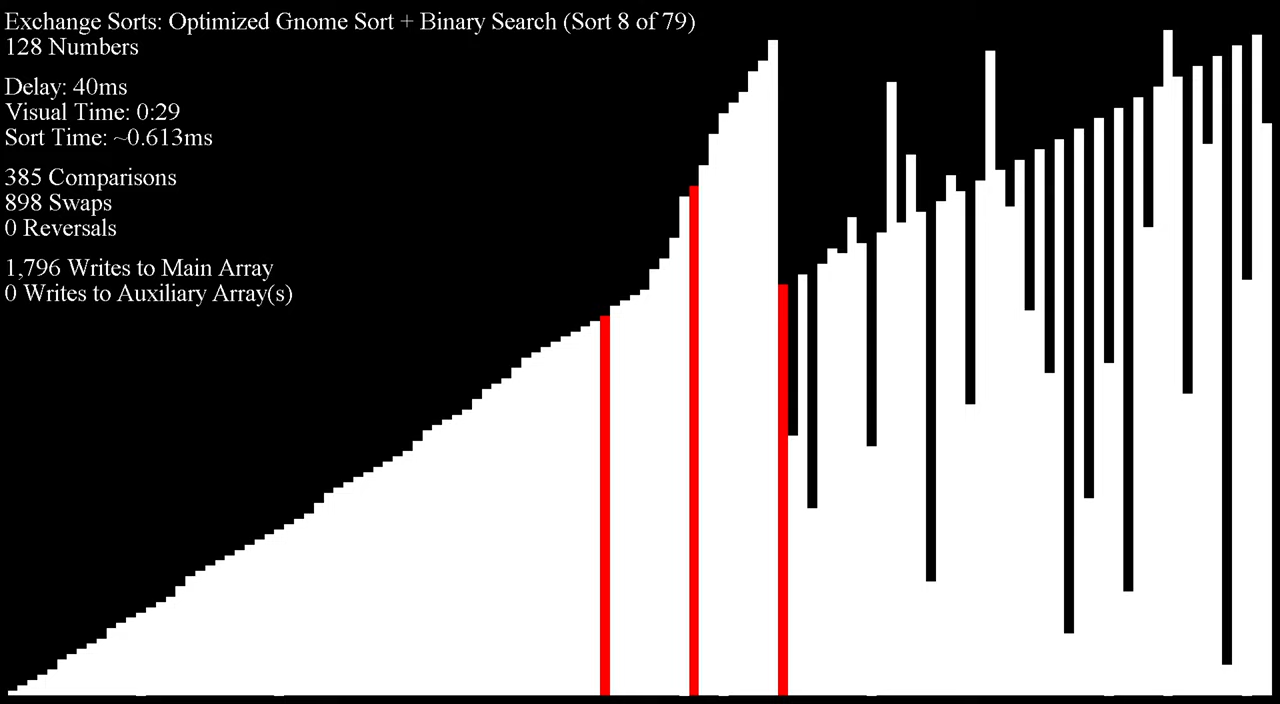 Exchange Sorts: Optimized Gnome Sort + Binary Search (Sort 8 of 79)
128 Numbers
Delay: 40ms
Visual Time: 0:29
Sort Time: ~0.613ms
385 Comparisons
898 Swaps
0 Reversals
1,796 Writes to Main Array
0 Writes to Auxiliary Array(s)